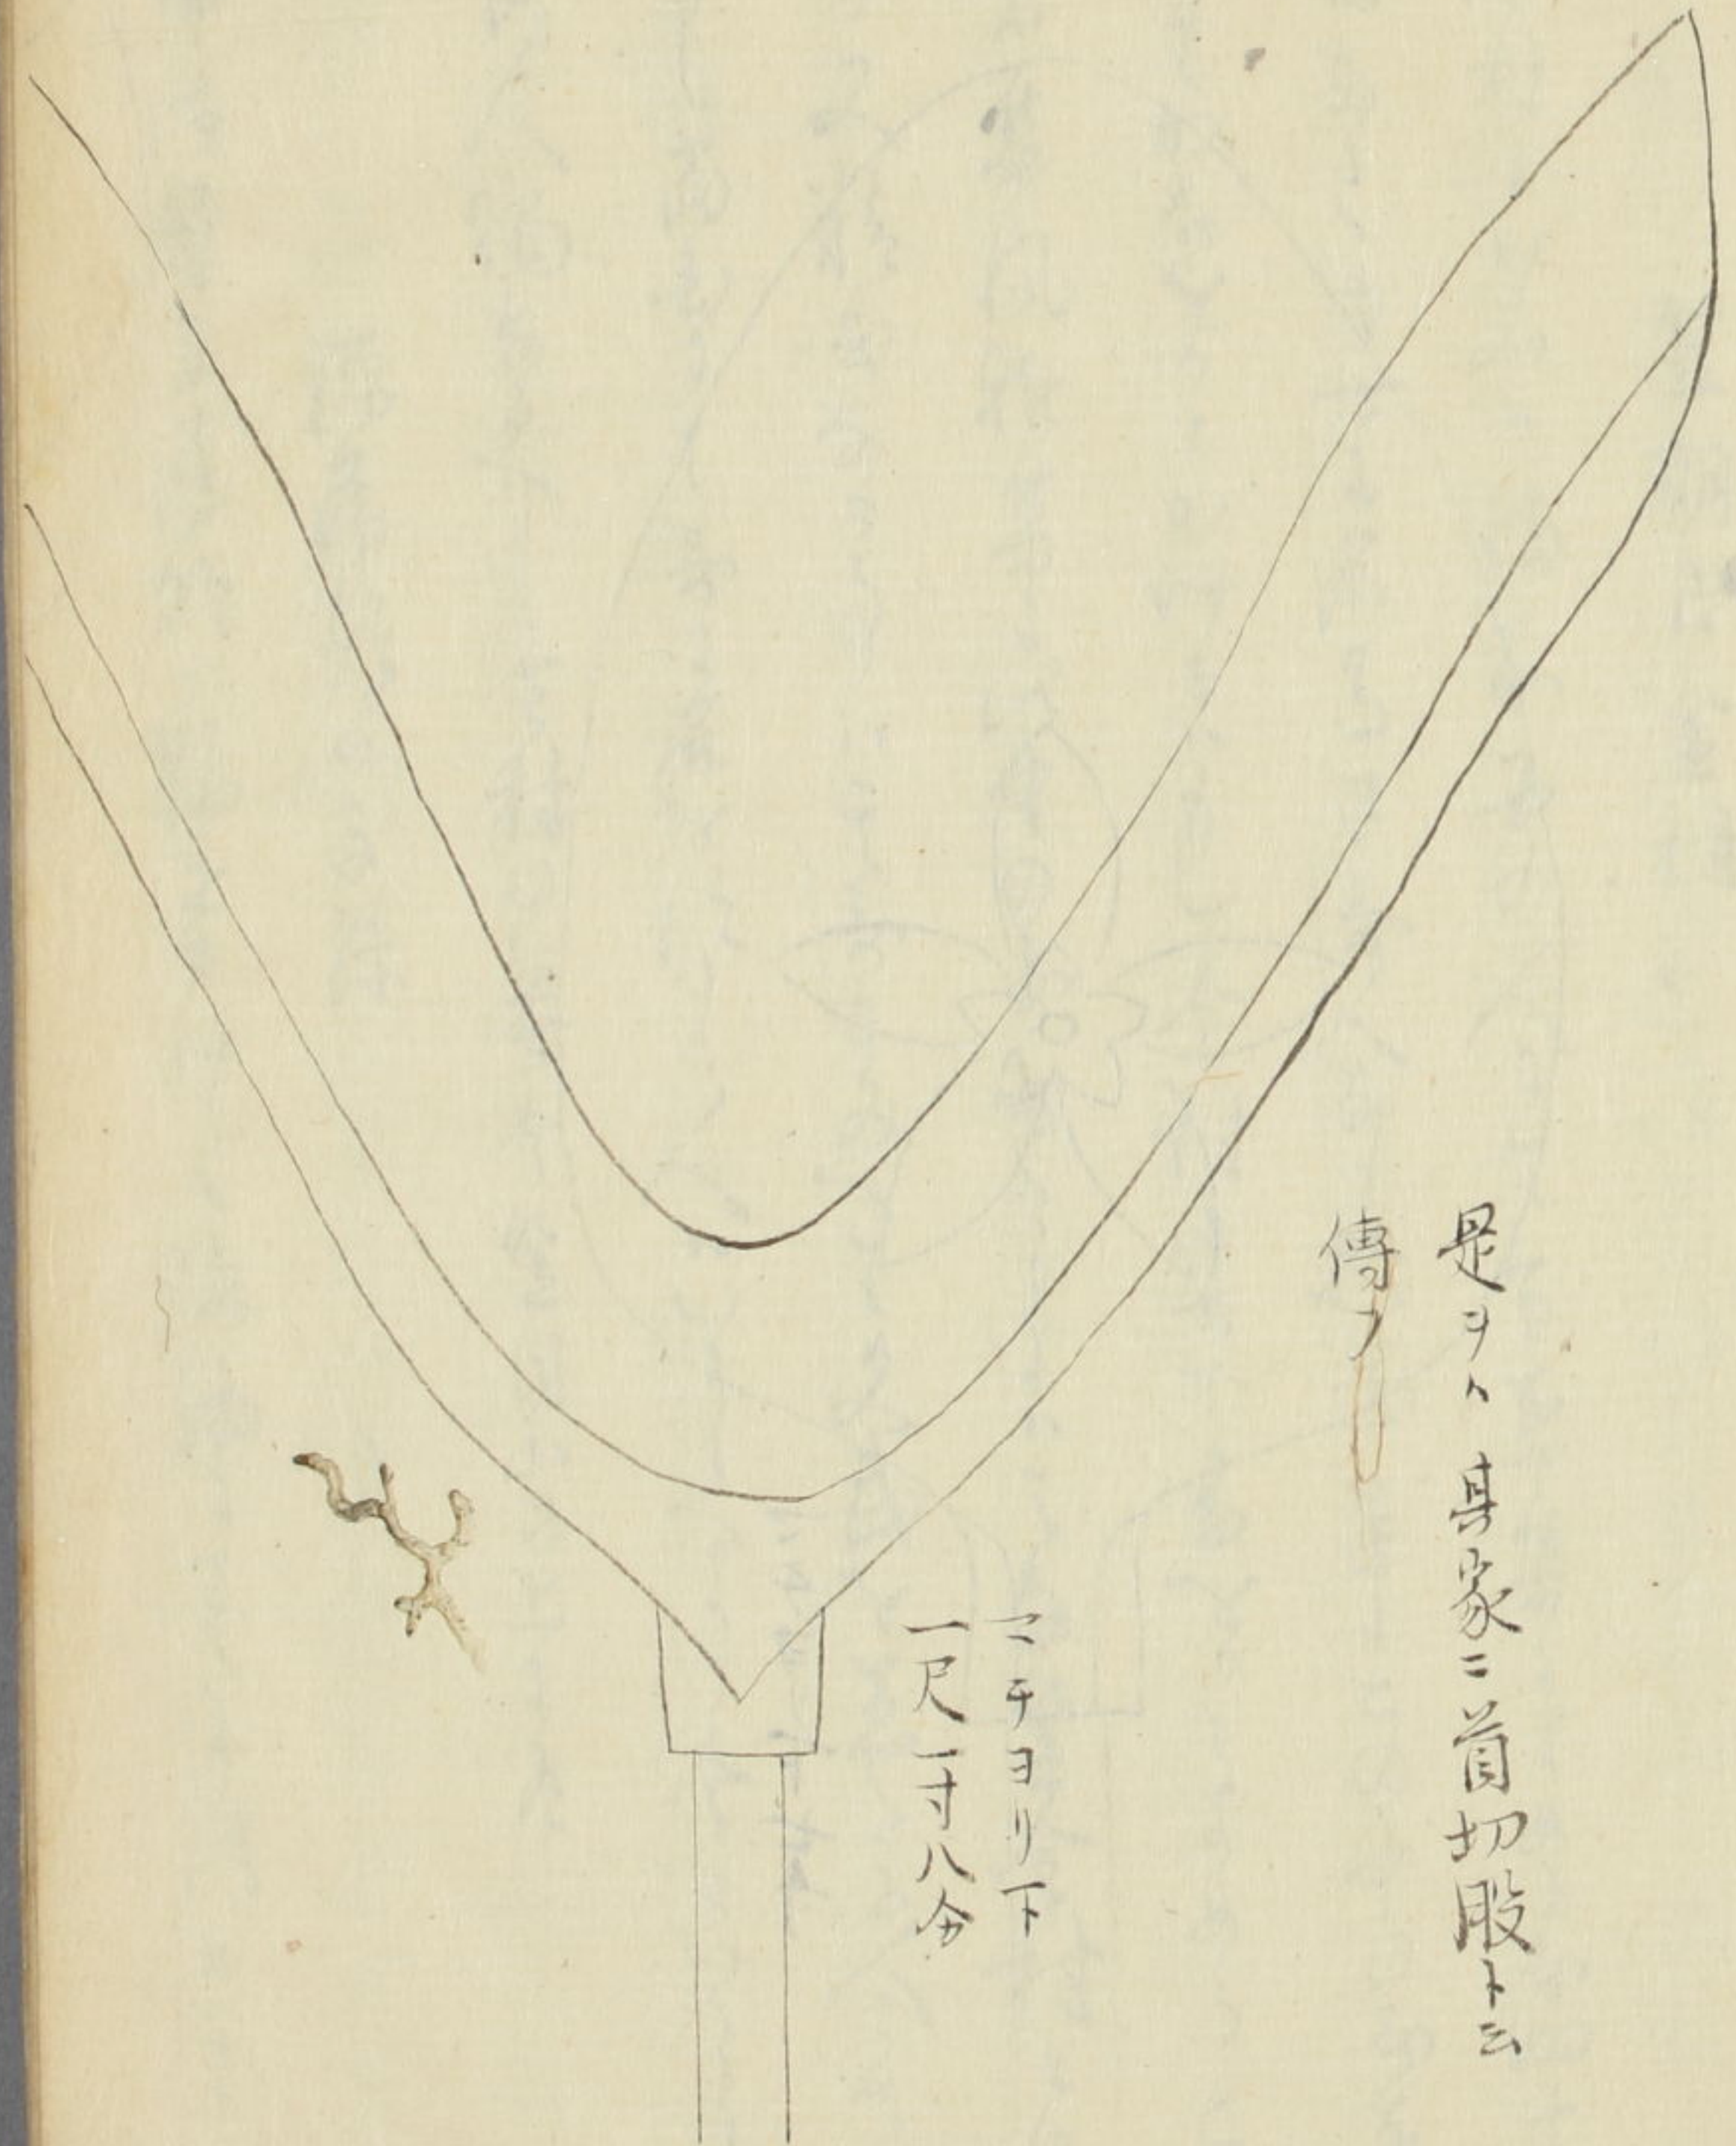 是ヲハ其家ニ首切股ト云
傳フ
マチヨリ下
一尺一寸八分